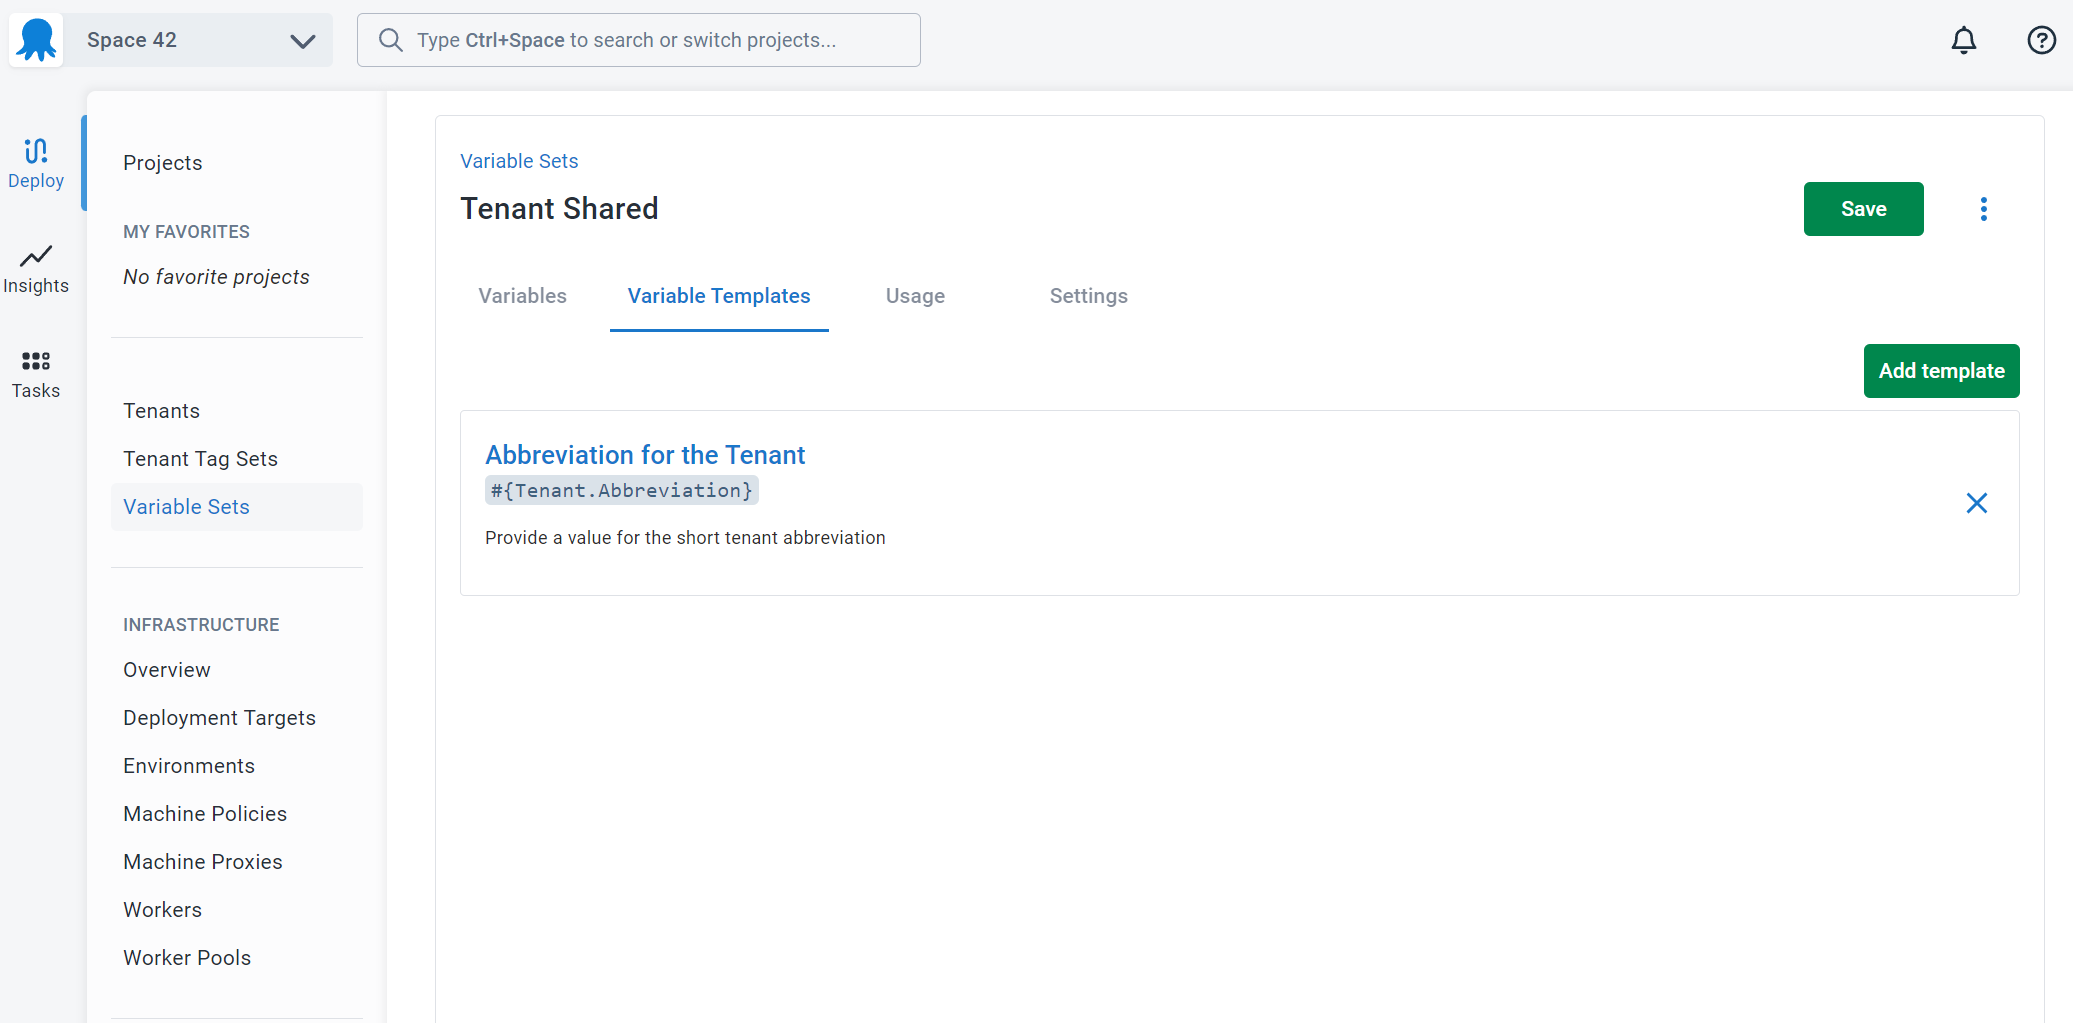 Space 42
Type Ctrl+Space to search or switch projects...
Deploy
Insights
Tasks
Projects
MY FAVORITES
No favorite projects
Tenants
Tenant Tag Sets
Variable Sets
INFRASTRUCTURE
Overview
Deployment Targets
Environments
Machine Policies
Machine Proxies
Workers
Worker Pools
Variable Sets
Tenant Shared
Save
Variables Variable Templates Usage Settings
Add template
Abbreviation for the Tenant
#{Tenant.Abbreviation}
Provide a value for the short tenant abbreviation